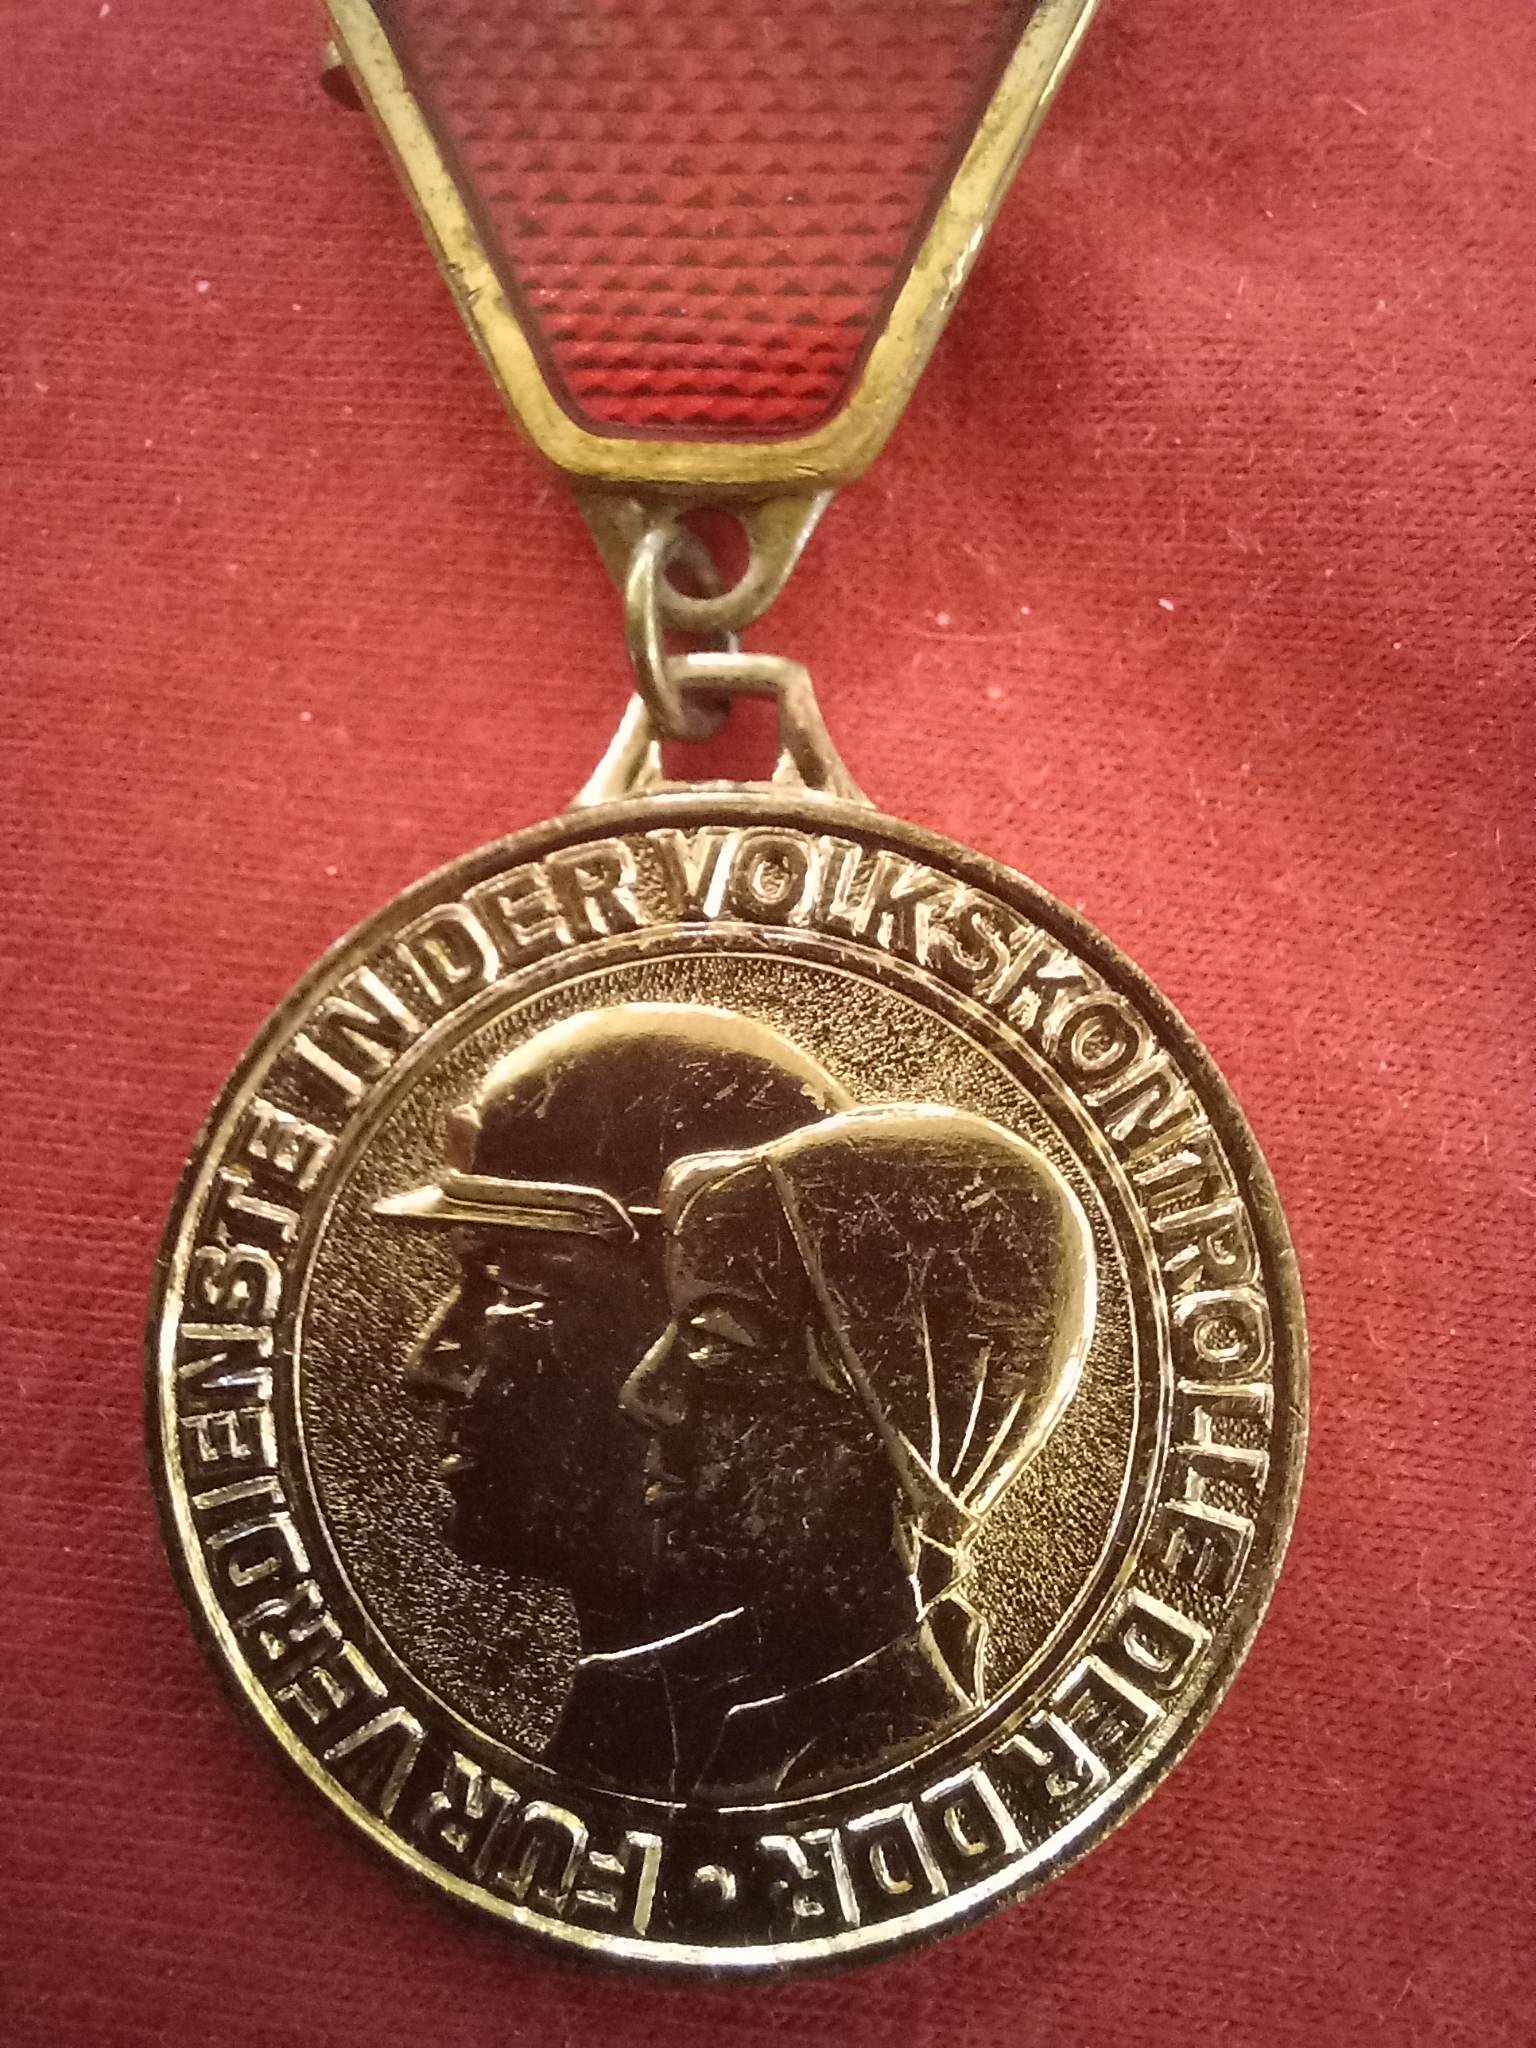 FÜR VERDIENSTE IN DER VOLKSKONTROLLE DER DDR •